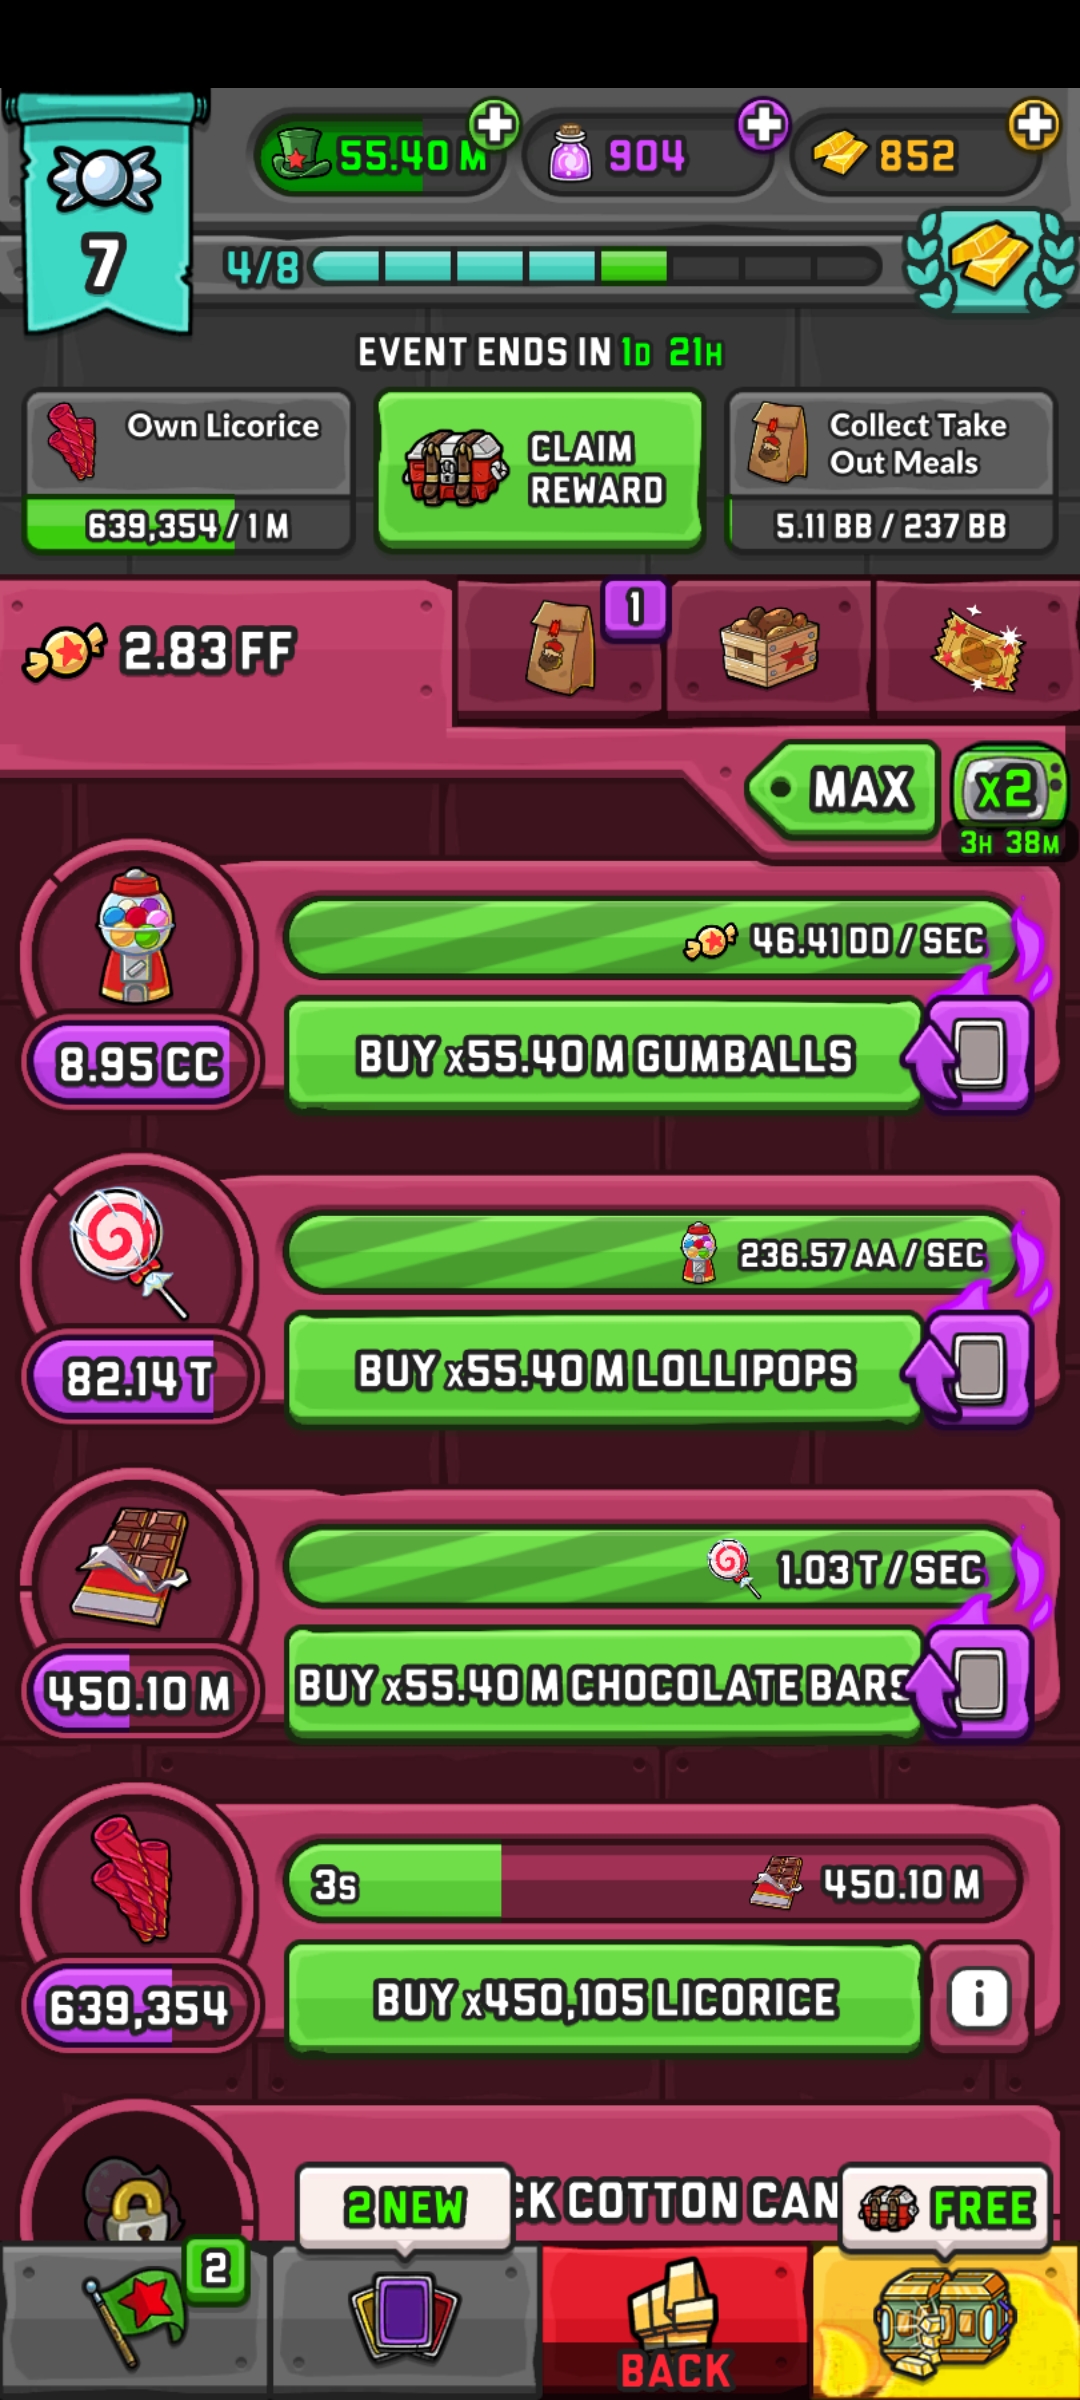 55.40 M
904
852
7
4/8
EVENT ENDS IN 1D 21H
Own Licorice
639,354 / 1 M
CLAIM
REWARD
Collect Take
Out Meals
5.11 BB / 237 BB
2.83 FF
1
MAX
x2
3H 38M
46.41 DD / SEC
8.95 CC
BUY x55.40 M GUMBALLS
236.57 AA / SEC
82.14 T
BUY x55.40 M LOLLIPOPS
1.03 T / SEC
450.10 M
BUY x55.40 M CHOCOLATE BARS
3s
450.10 M
639,354
BUY x450,105 LICORICE
i
CK COTTON CAN
2 NEW
FREE
2
BACK